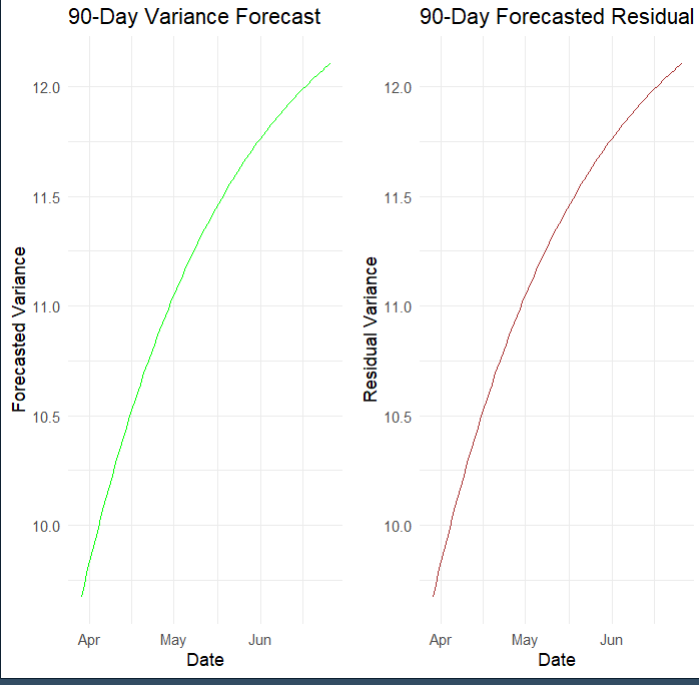 90-Day Variance Forecast
Forecasted Variance
12.0
11.5
11.0
10.5
10.0
Apr May Jun
Date
90-Day Forecasted Residual
Residual Variance
12.0
11.5
11.0
10.5
10.0
Apr May Jun
Date